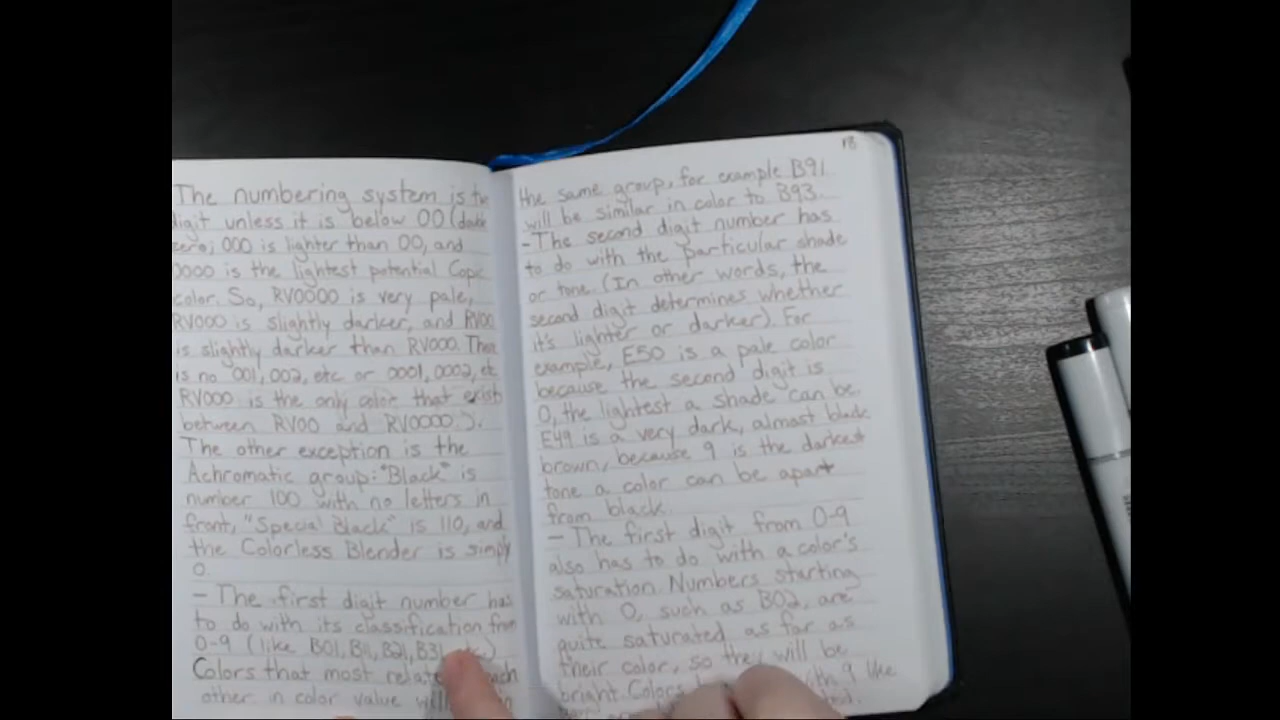 The numbering system is the
digit unless it is below 00 (double
zero; 000 is lighter than 00, and
0000 is the lightest potential Copic
color. So, RV0000 is very pale,
RV000 is slightly darker, and RV00
is slightly darker than RV000. There
is no 001, 002, etc or 0001, 0002, etc
RV000 is the only color that exists
between RV00 and RV0000.).
The other exception is the
Achromatic group: "Black" is
number 100 with no letters in
front, "Special Black" is 110, and
the Colorless Blender is simply
0.
- The first digit number has
to do with its classification from
0-9 (like B01, B11, B21, B31, etc.)
Colors that most relate each
other in color value will
18
the same group, for example B91
will be similar in color to B93.
- The second digit number has
to do with the particular shade
or tone. (In other words, the
second digit determines whether
it's lighter or darker). For
example, E50 is a pale color
because the second digit is
0, the lightest a shade can be.
E49 is a very dark, almost black
brown, because 9 is the darkest
tone a color can be apart
from black.
- The first digit from 0-9
also has to do with a color's
saturation. Numbers starting
with 0, such as B02, are
quite saturated as far as
their color, so they will be
bright. Colors with 9 like